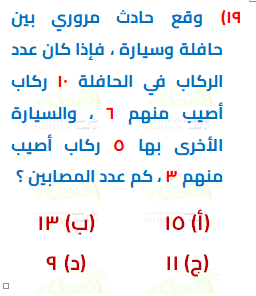 ١٩) وقع حادث مروري بين
حافلة وسيارة ، فإذا كان عدد
الركاب في الحافلة ١٠ ركاب
أصيب منهم ٦ ، والسيارة
الأخرى بها ٥ ركاب أصيب
منهم ٣ ، كم عدد المصابين ؟
(أ) ١٥ (ب) ١٣
(ج) ١١ (د) ٩